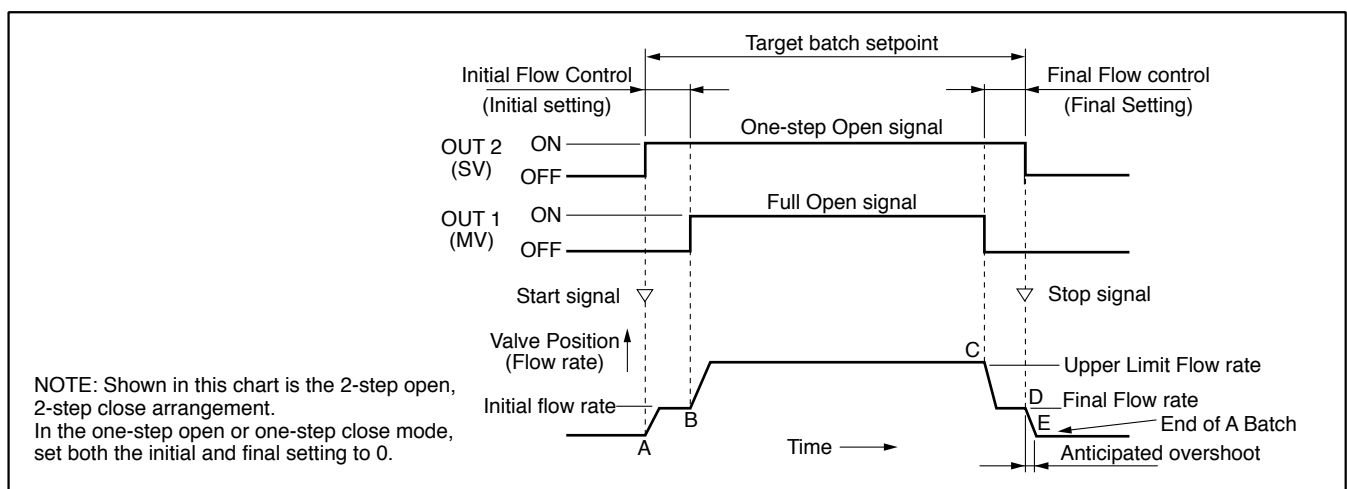 Target batch setpoint
Initial Flow Control
(Initial setting)
Final Flow control
(Final Setting)
One-step Open signal
OUT 2
(SV)
ON
OFF
Full Open signal
OUT 1
(MV)
ON
OFF
Start signal
Stop signal
Valve Position
(Flow rate)
C
Upper Limit Flow rate
NOTE: Shown in this chart is the 2-step open,
2-step close arrangement.
In the one-step open or one-step close mode,
set both the initial and final setting to 0.
Initial flow rate
D
Final Flow rate
B
E
End of A Batch
A
Time
Anticipated overshoot